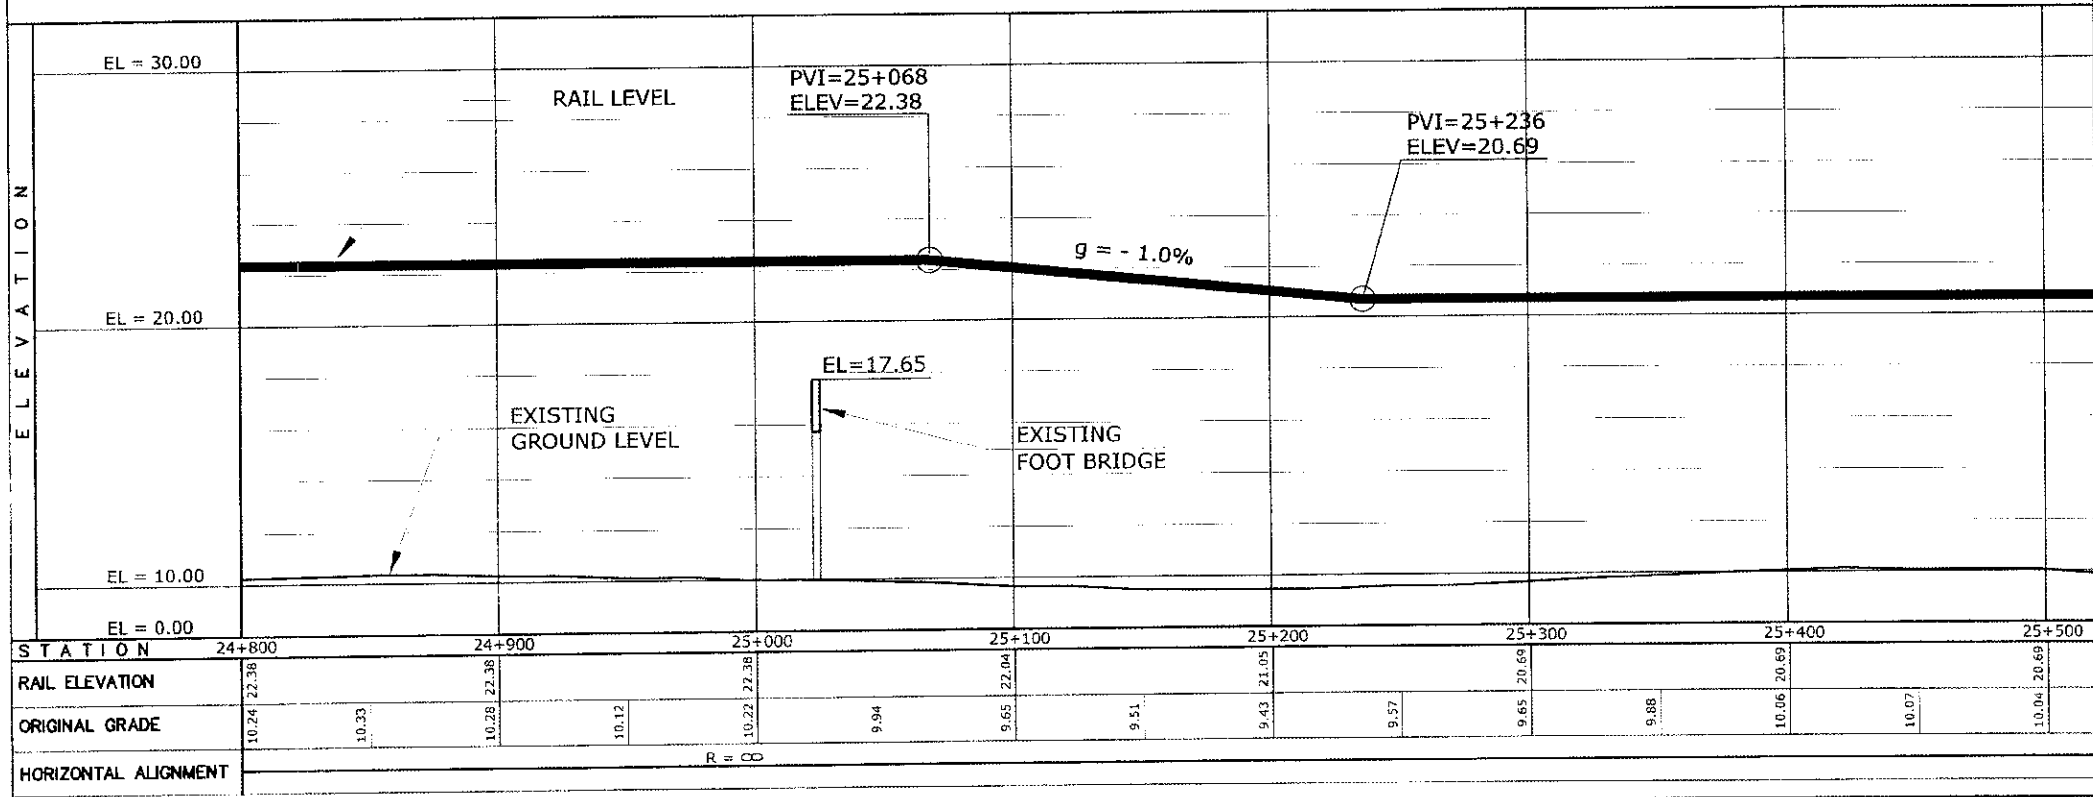 EL = 30.00
RAIL LEVEL
PVI=25+068
ELEV=22.38
PVI=25+236
ELEV=20.69
ELEVATION
g = - 1.0%
EL = 20.00
EL=17.65
EXISTING
GROUND LEVEL
EXISTING
FOOT BRIDGE
EL = 10.00
EL = 0.00
STATION 24+800 24+900 25+000 25+100 25+200 25+300 25+400 25+500
RAIL ELEVATION 22.38 22.38 22.38 22.04 21.05 20.69 20.69 20.69
ORIGINAL GRADE 10.24 10.33 10.28 10.12 10.22 9.94 9.65 9.51 9.43 9.57 9.65 9.88 10.06 10.07 10.04
HORIZONTAL ALIGNMENT R = ∞